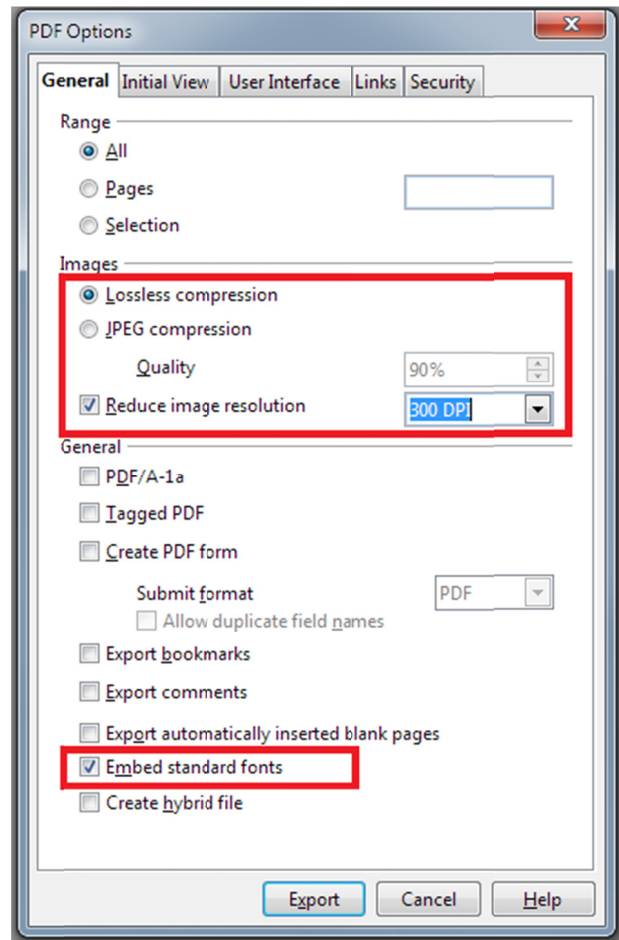 PDF Options
General Initial View User Interface Links Security
Range
All
Pages
Selection
Images
Lossless compression
JPEG compression
Quality 90%
Reduce image resolution 300 DPI
General
PDF/A-1a
Tagged PDF
Create PDF form
Submit format PDF
Allow duplicate field names
Export bookmarks
Export comments
Export automatically inserted blank pages
Embed standard fonts
Create hybrid file
Export Cancel Help